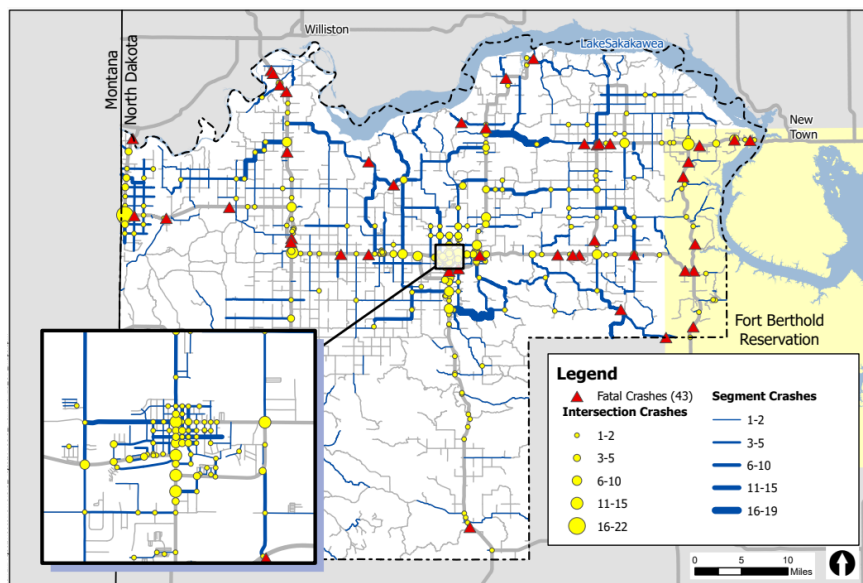 Williston
LakeSakakawea
Montana
North Dakota
New
Town
Fort Berthold
Reservation
Legend
Fatal Crashes (43)
Intersection Crashes
1-2
3-5
6-10
11-15
16-22
Segment Crashes
1-2
3-5
6-10
11-15
16-19
0 5 10
Miles